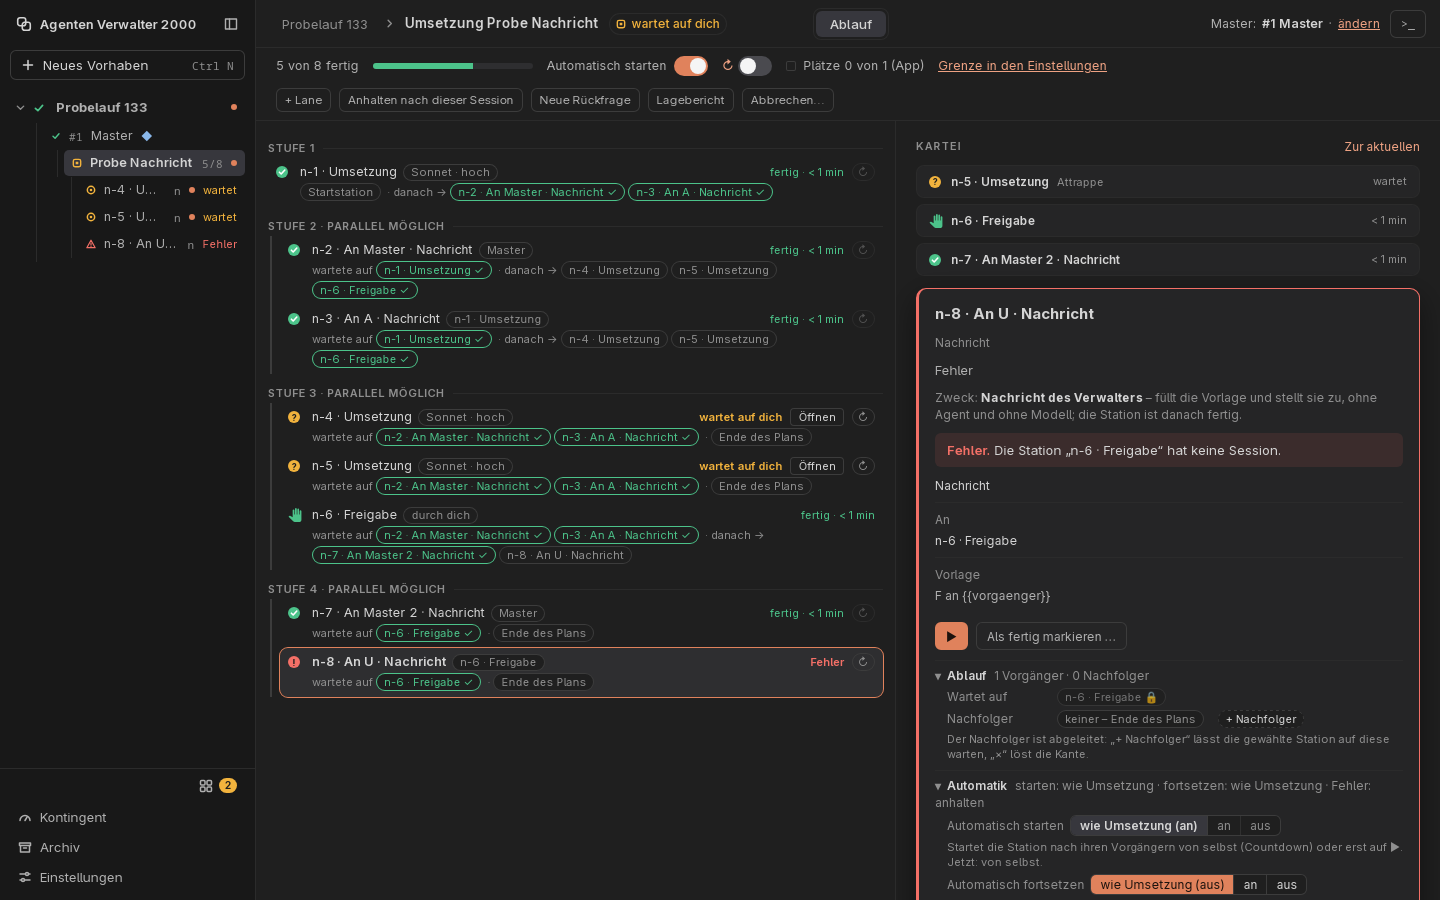 Agenten Verwalter 2000
Neues Vorhaben Ctrl N
Probelauf 133
#1 Master
Probe Nachricht 5/8
n-4 · U... n wartet
n-5 · U... n wartet
n-8 · An U... n Fehler
2
Kontingent
Archiv
Einstellungen
Probelauf 133 > Umsetzung Probe Nachricht wartet auf dich
Ablauf
Master: #1 Master · ändern >_
5 von 8 fertig Automatisch starten Plätze 0 von 1 (App) Grenze in den Einstellungen
+ Lane Anhalten nach dieser Session Neue Rückfrage Lagebericht Abbrechen...
STUFE 1
n-1 · Umsetzung Sonnet · hoch fertig · < 1 min
Startstation · danach → n-2 · An Master · Nachricht ✓ n-3 · An A · Nachricht ✓
STUFE 2 · PARALLEL MÖGLICH
n-2 · An Master · Nachricht Master fertig · < 1 min
wartete auf n-1 · Umsetzung ✓ · danach → n-4 · Umsetzung n-5 · Umsetzung
n-6 · Freigabe ✓
n-3 · An A · Nachricht n-1 · Umsetzung fertig · < 1 min
wartete auf n-1 · Umsetzung ✓ · danach → n-4 · Umsetzung n-5 · Umsetzung
n-6 · Freigabe ✓
STUFE 3 · PARALLEL MÖGLICH
n-4 · Umsetzung Sonnet · hoch wartet auf dich Öffnen
wartete auf n-2 · An Master · Nachricht ✓ n-3 · An A · Nachricht ✓ · Ende des Plans
n-5 · Umsetzung Sonnet · hoch wartet auf dich Öffnen
wartete auf n-2 · An Master · Nachricht ✓ n-3 · An A · Nachricht ✓ · Ende des Plans
n-6 · Freigabe durch dich fertig · < 1 min
wartete auf n-2 · An Master · Nachricht ✓ n-3 · An A · Nachricht ✓ · danach →
n-7 · An Master 2 · Nachricht ✓ n-8 · An U · Nachricht
STUFE 4 · PARALLEL MÖGLICH
n-7 · An Master 2 · Nachricht Master fertig · < 1 min
wartete auf n-6 · Freigabe ✓ · Ende des Plans
n-8 · An U · Nachricht n-6 · Freigabe Fehler
wartete auf n-6 · Freigabe ✓ · Ende des Plans
KARTEI Zur aktuellen
n-5 · Umsetzung Attrappe wartet
n-6 · Freigabe < 1 min
n-7 · An Master 2 · Nachricht < 1 min
n-8 · An U · Nachricht
Nachricht
Fehler
Zweck: Nachricht des Verwalters – füllt die Vorlage und stellt sie zu, ohne
Agent und ohne Modell; die Station ist danach fertig.
Fehler. Die Station „n-6 · Freigabe“ hat keine Session.
Nachricht
An
n-6 · Freigabe
Vorlage
F an {{vorgaenger}}
Als fertig markieren ...
▾ Ablauf 1 Vorgänger · 0 Nachfolger
Wartet auf n-6 · Freigabe 🔒
Nachfolger keiner – Ende des Plans + Nachfolger
Der Nachfolger ist abgeleitet: „+ Nachfolger“ lässt die gewählte Station auf diese
warten, „×“ löst die Kante.
▾ Automatik starten: wie Umsetzung · fortsetzen: wie Umsetzung · Fehler:
anhalten
Automatisch starten wie Umsetzung (an) an aus
Startet die Station nach ihren Vorgängern von selbst (Countdown) oder erst auf ▶.
Jetzt: von selbst.
Automatisch fortsetzen wie Umsetzung (aus) an aus